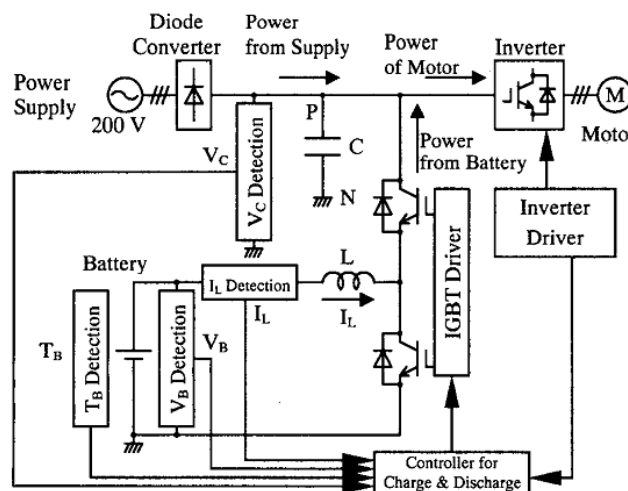 Diode
Converter
Power
from Supply
Power
of Motor
Inverter
Power
Supply
200 V
M
Motor
P
C
N
V_C
V_C Detection
Power
from Battery
Inverter
Driver
IGBT Driver
Battery
I_L Detection
L
I_L
I_L
T_B
T_B Detection
V_B Detection
V_B
Controller for
Charge & Discharge